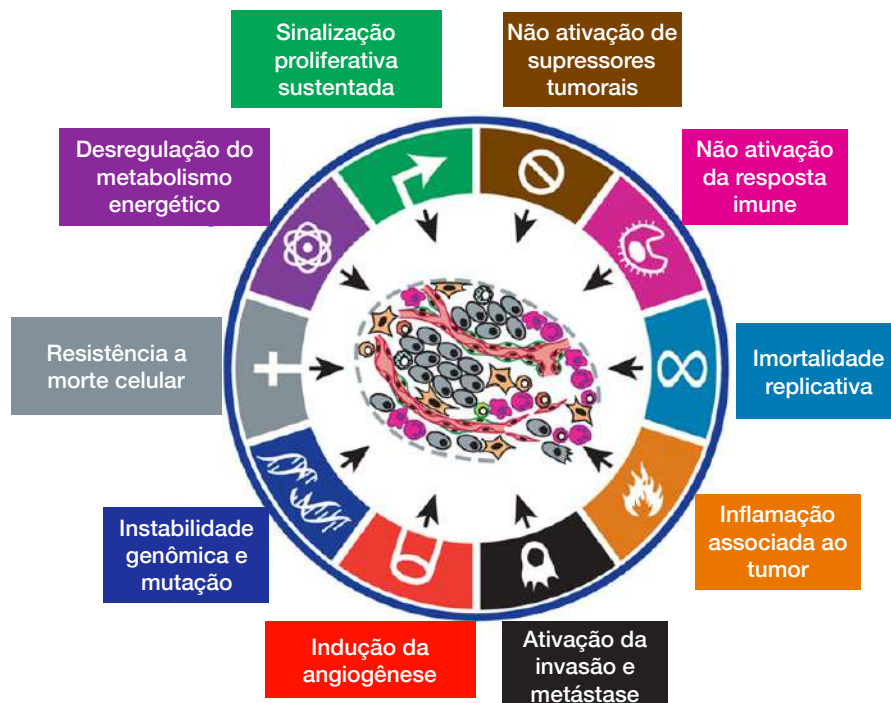 Sinalização
proliferativa
sustentada
Não ativação de
supressores
tumorais
Desregulação do
metabolismo
energético
Não ativação
da resposta
imune
Resistência a
morte celular
Imortalidade
replicativa
Instabilidade
genômica e
mutação
Inflamação
associada ao
tumor
Indução da
angiogênese
Ativação da
invasão e
metástase